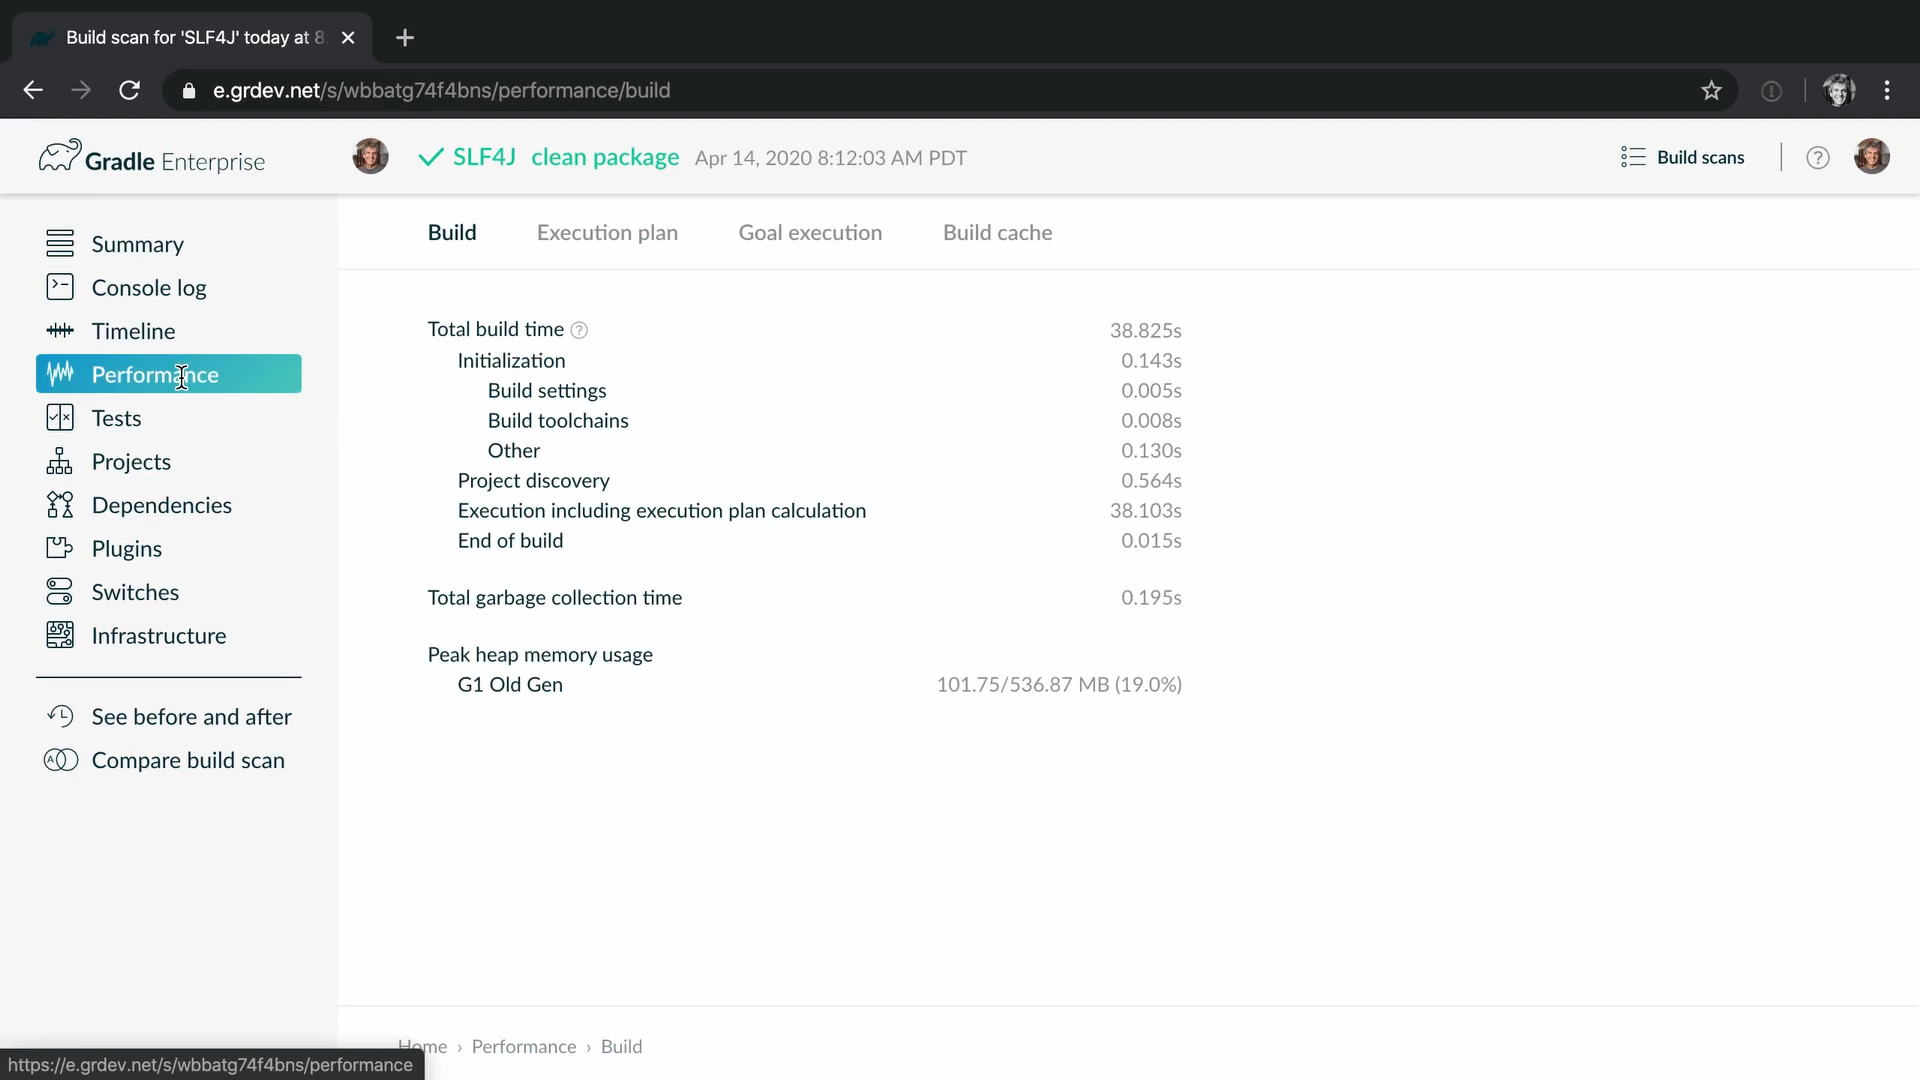 Build scan for 'SLF4J' today at 8
e.grdev.net/s/wbbatg74f4bns/performance/build
Gradle Enterprise
SLF4J clean package Apr 14, 2020 8:12:03 AM PDT
Build scans
Summary
Console log
Timeline
Performance
Tests
Projects
Dependencies
Plugins
Switches
Infrastructure
See before and after
Compare build scan
Build Execution plan Goal execution Build cache
Total build time 38.825s
Initialization 0.143s
Build settings 0.005s
Build toolchains 0.008s
Other 0.130s
Project discovery 0.564s
Execution including execution plan calculation 38.103s
End of build 0.015s
Total garbage collection time 0.195s
Peak heap memory usage
G1 Old Gen 101.75/536.87 MB (19.0%)
Home › Performance › Build
https://e.grdev.net/s/wbbatg74f4bns/performance